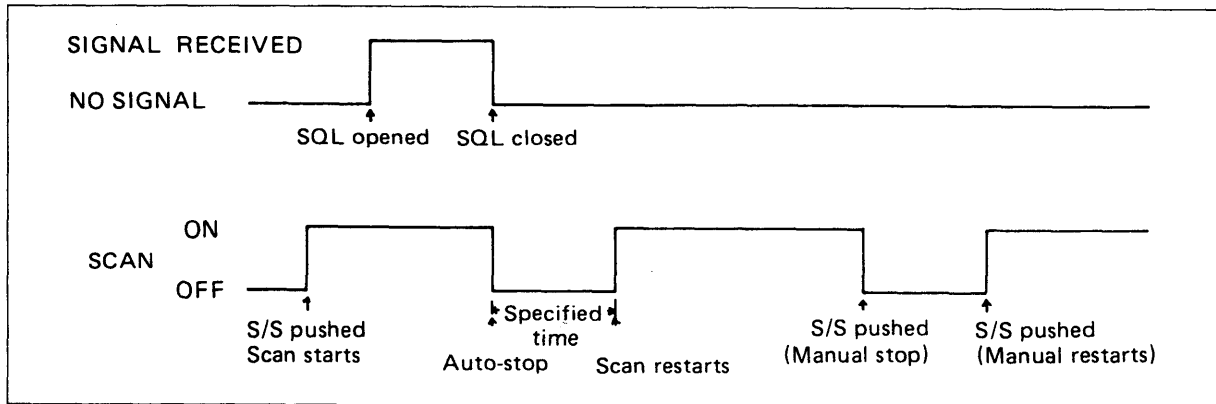 SIGNAL RECEIVED
NO SIGNAL
SQL opened
SQL closed
SCAN
ON
OFF
S/S pushed
Scan starts
Specified
time
Auto-stop
Scan restarts
S/S pushed
(Manual stop)
S/S pushed
(Manual restarts)